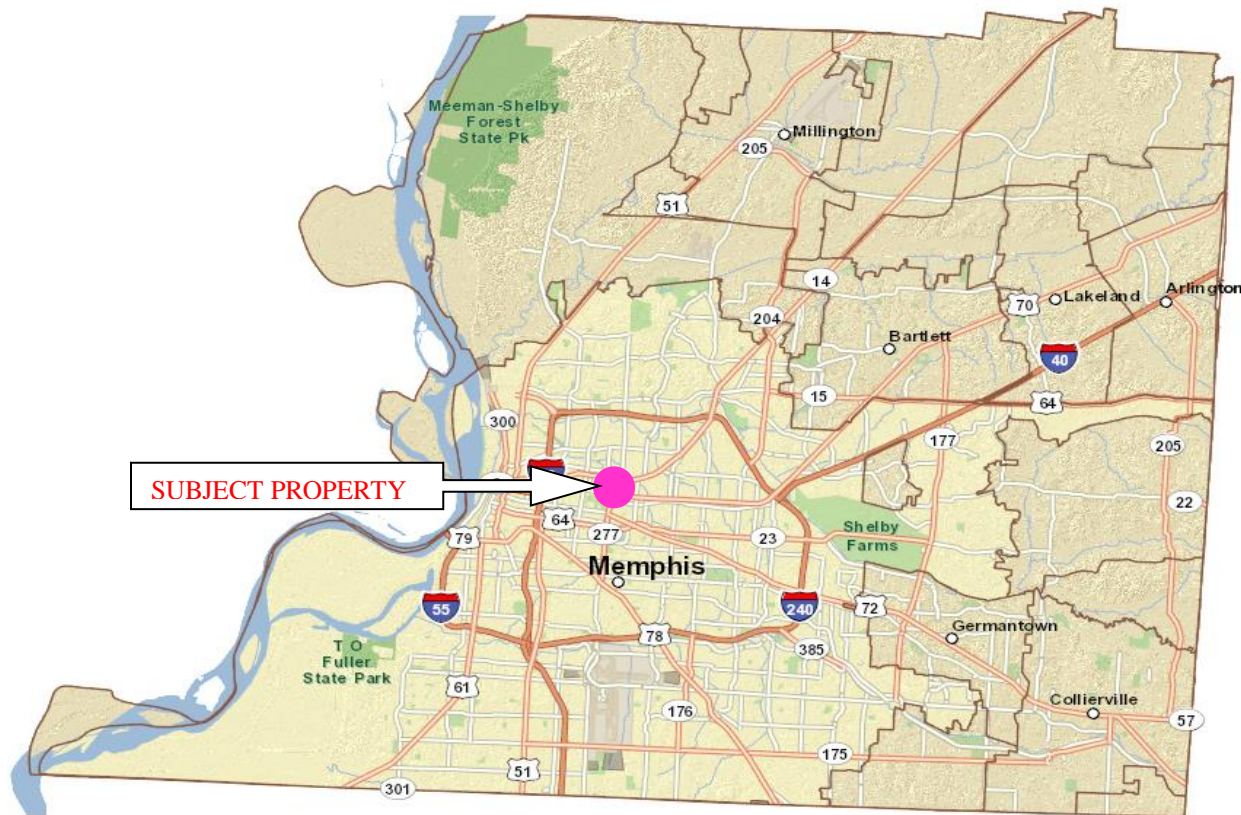 Meeman-Shelby
Forest
State Pk
Millington
205
51
14
70
Lakeland
Arlington
204
Bartlett
40
15
64
300
177
205
SUBJECT PROPERTY
22
79
64
277
23
Shelby
Farms
Memphis
55
240
72
Germantown
78
385
T O
Fuller
State Park
61
176
Collierville
57
175
51
301